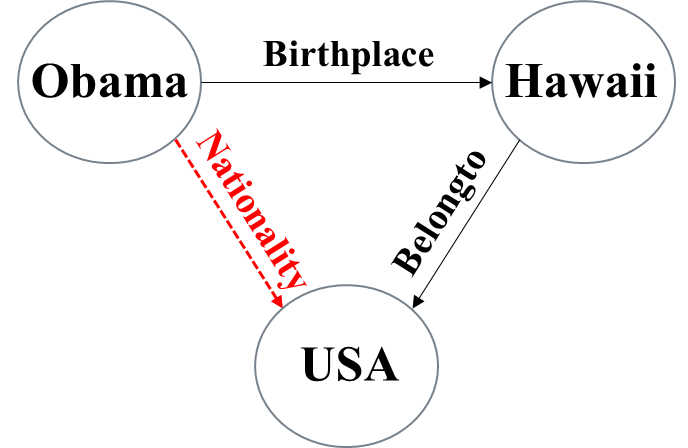 Birthplace
Obama
Hawaii
Nationality
Belongto
USA